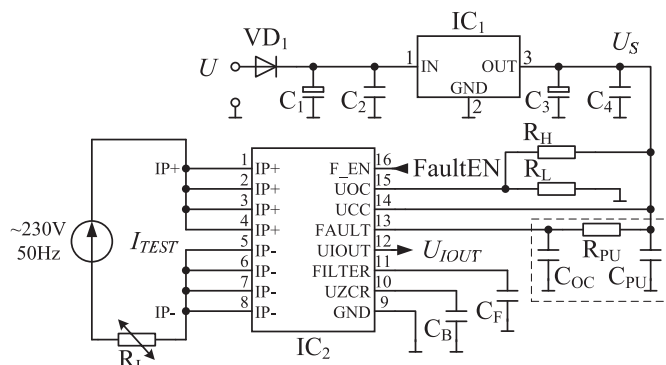 VD1 IC1 US
U 1 IN OUT 3
GND
C1 C2 2 C3 C4
RH
IP+ 1 IP+ F_EN 16 FaultEN
2 IP+ UOC 15 RL
3 IP+ UCC 14
IP+ 4 IP+ FAULT 13
~230V
50Hz
ITEST 5 IP- UIOUT 12 UIOUT RPU
6 IP- FILTER 11 COC CPU
7 IP- UZCR 10
IP- 8 IP- GND 9 CB CF
IC2